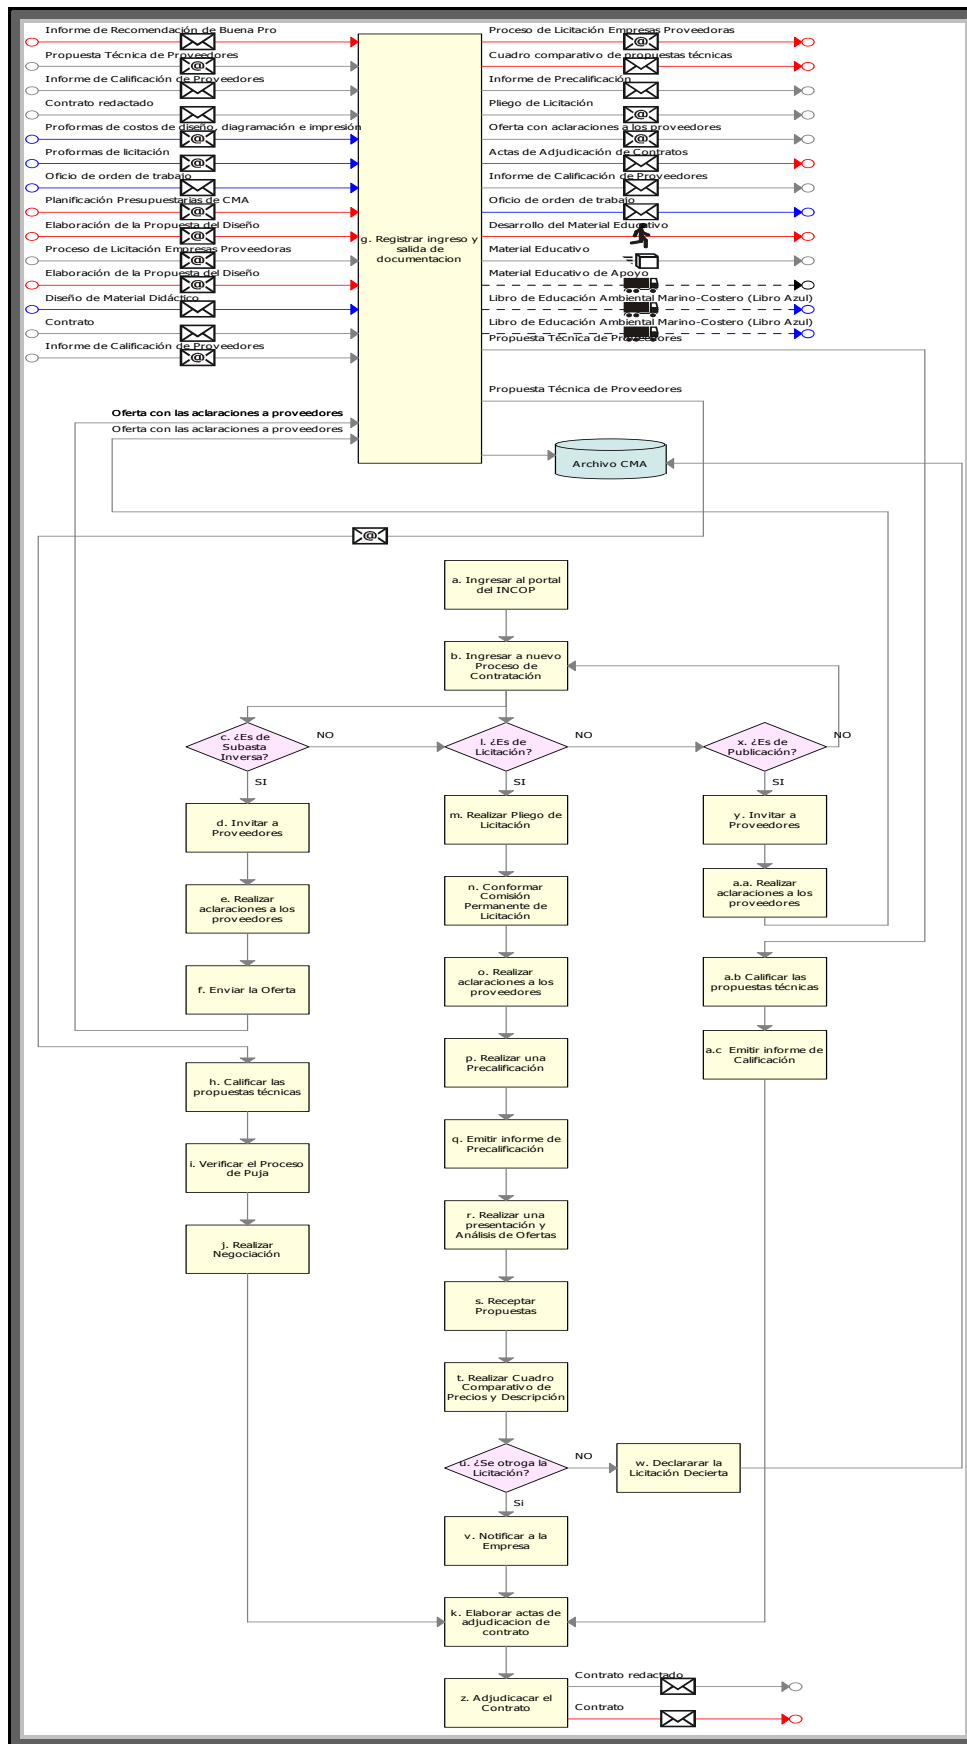 Informe de Recomendación de Buena Pro
Propuesta Técnica de Proveedores
Informe de Calificación de Proveedores
Contrato redactado
Proformas de costos de diseño, diagramación e impresión
Proformas de licitación
Oficio de orden de trabajo
Planificación Presupuestarias de CMA
Elaboración de la Propuesta del Diseño
Proceso de Licitación Empresas Proveedoras
Elaboración de la Propuesta del Diseño
Diseño de Material Didáctico
Contrato
Informe de Calificación de Proveedores
Oferta con las aclaraciones a proveedores
Oferta con las aclaraciones a proveedores
g. Registrar ingreso y
salida de
documentacion
Proceso de Licitación Empresas Proveedoras
Cuadro comparativo de propuestas técnicas
Informe de Precalificación
Pliego de Licitación
Oferta con aclaraciones a los proveedores
Actas de Adjudicación de Contratos
Informe de Calificación de Proveedores
Oficio de orden de trabajo
Desarrollo del Material Educativo
Material Educativo
Material Educativo de Apoyo
Libro de Educación Ambiental Marino-Costero (Libro Azul)
Libro de Educación Ambiental Marino-Costero (Libro Azul)
Propuesta Técnica de Proveedores
Propuesta Técnica de Proveedores
Archivo CMA
a. Ingresar al portal
del INCOP
b. Ingresar a nuevo
Proceso de
Contratación
c. ¿Es de
Subasta
Inversa?
NO
SI
l. ¿Es de
Licitación?
NO
SI
x. ¿Es de
Publicación?
NO
SI
d. Invitar a
Proveedores
e. Realizar
aclaraciones a los
proveedores
f. Enviar la Oferta
h. Calificar las
propuestas técnicas
i. Verificar el Proceso
de Puja
j. Realizar
Negociación
m. Realizar Pliego de
Licitación
n. Conformar
Comisión
Permanente de
Licitación
o. Realizar
aclaraciones a los
proveedores
p. Realizar una
Precalificación
q. Emitir informe de
Precalificación
r. Realizar una
presentación y
Análisis de Ofertas
s. Receptar
Propuestas
t. Realizar Cuadro
Comparativo de
Precios y Descripción
u. ¿Se otroga la
Licitación?
NO
Si
w. Declararar la
Licitación Decierta
v. Notificar a la
Empresa
k. Elaborar actas de
adjudicacion de
contrato
z. Adjudicacar el
Contrato
Contrato redactado
Contrato
y. Invitar a
Proveedores
a.a. Realizar
aclaraciones a los
proveedores
a.b Calificar las
propuestas técnicas
a.c Emitir informe de
Calificación